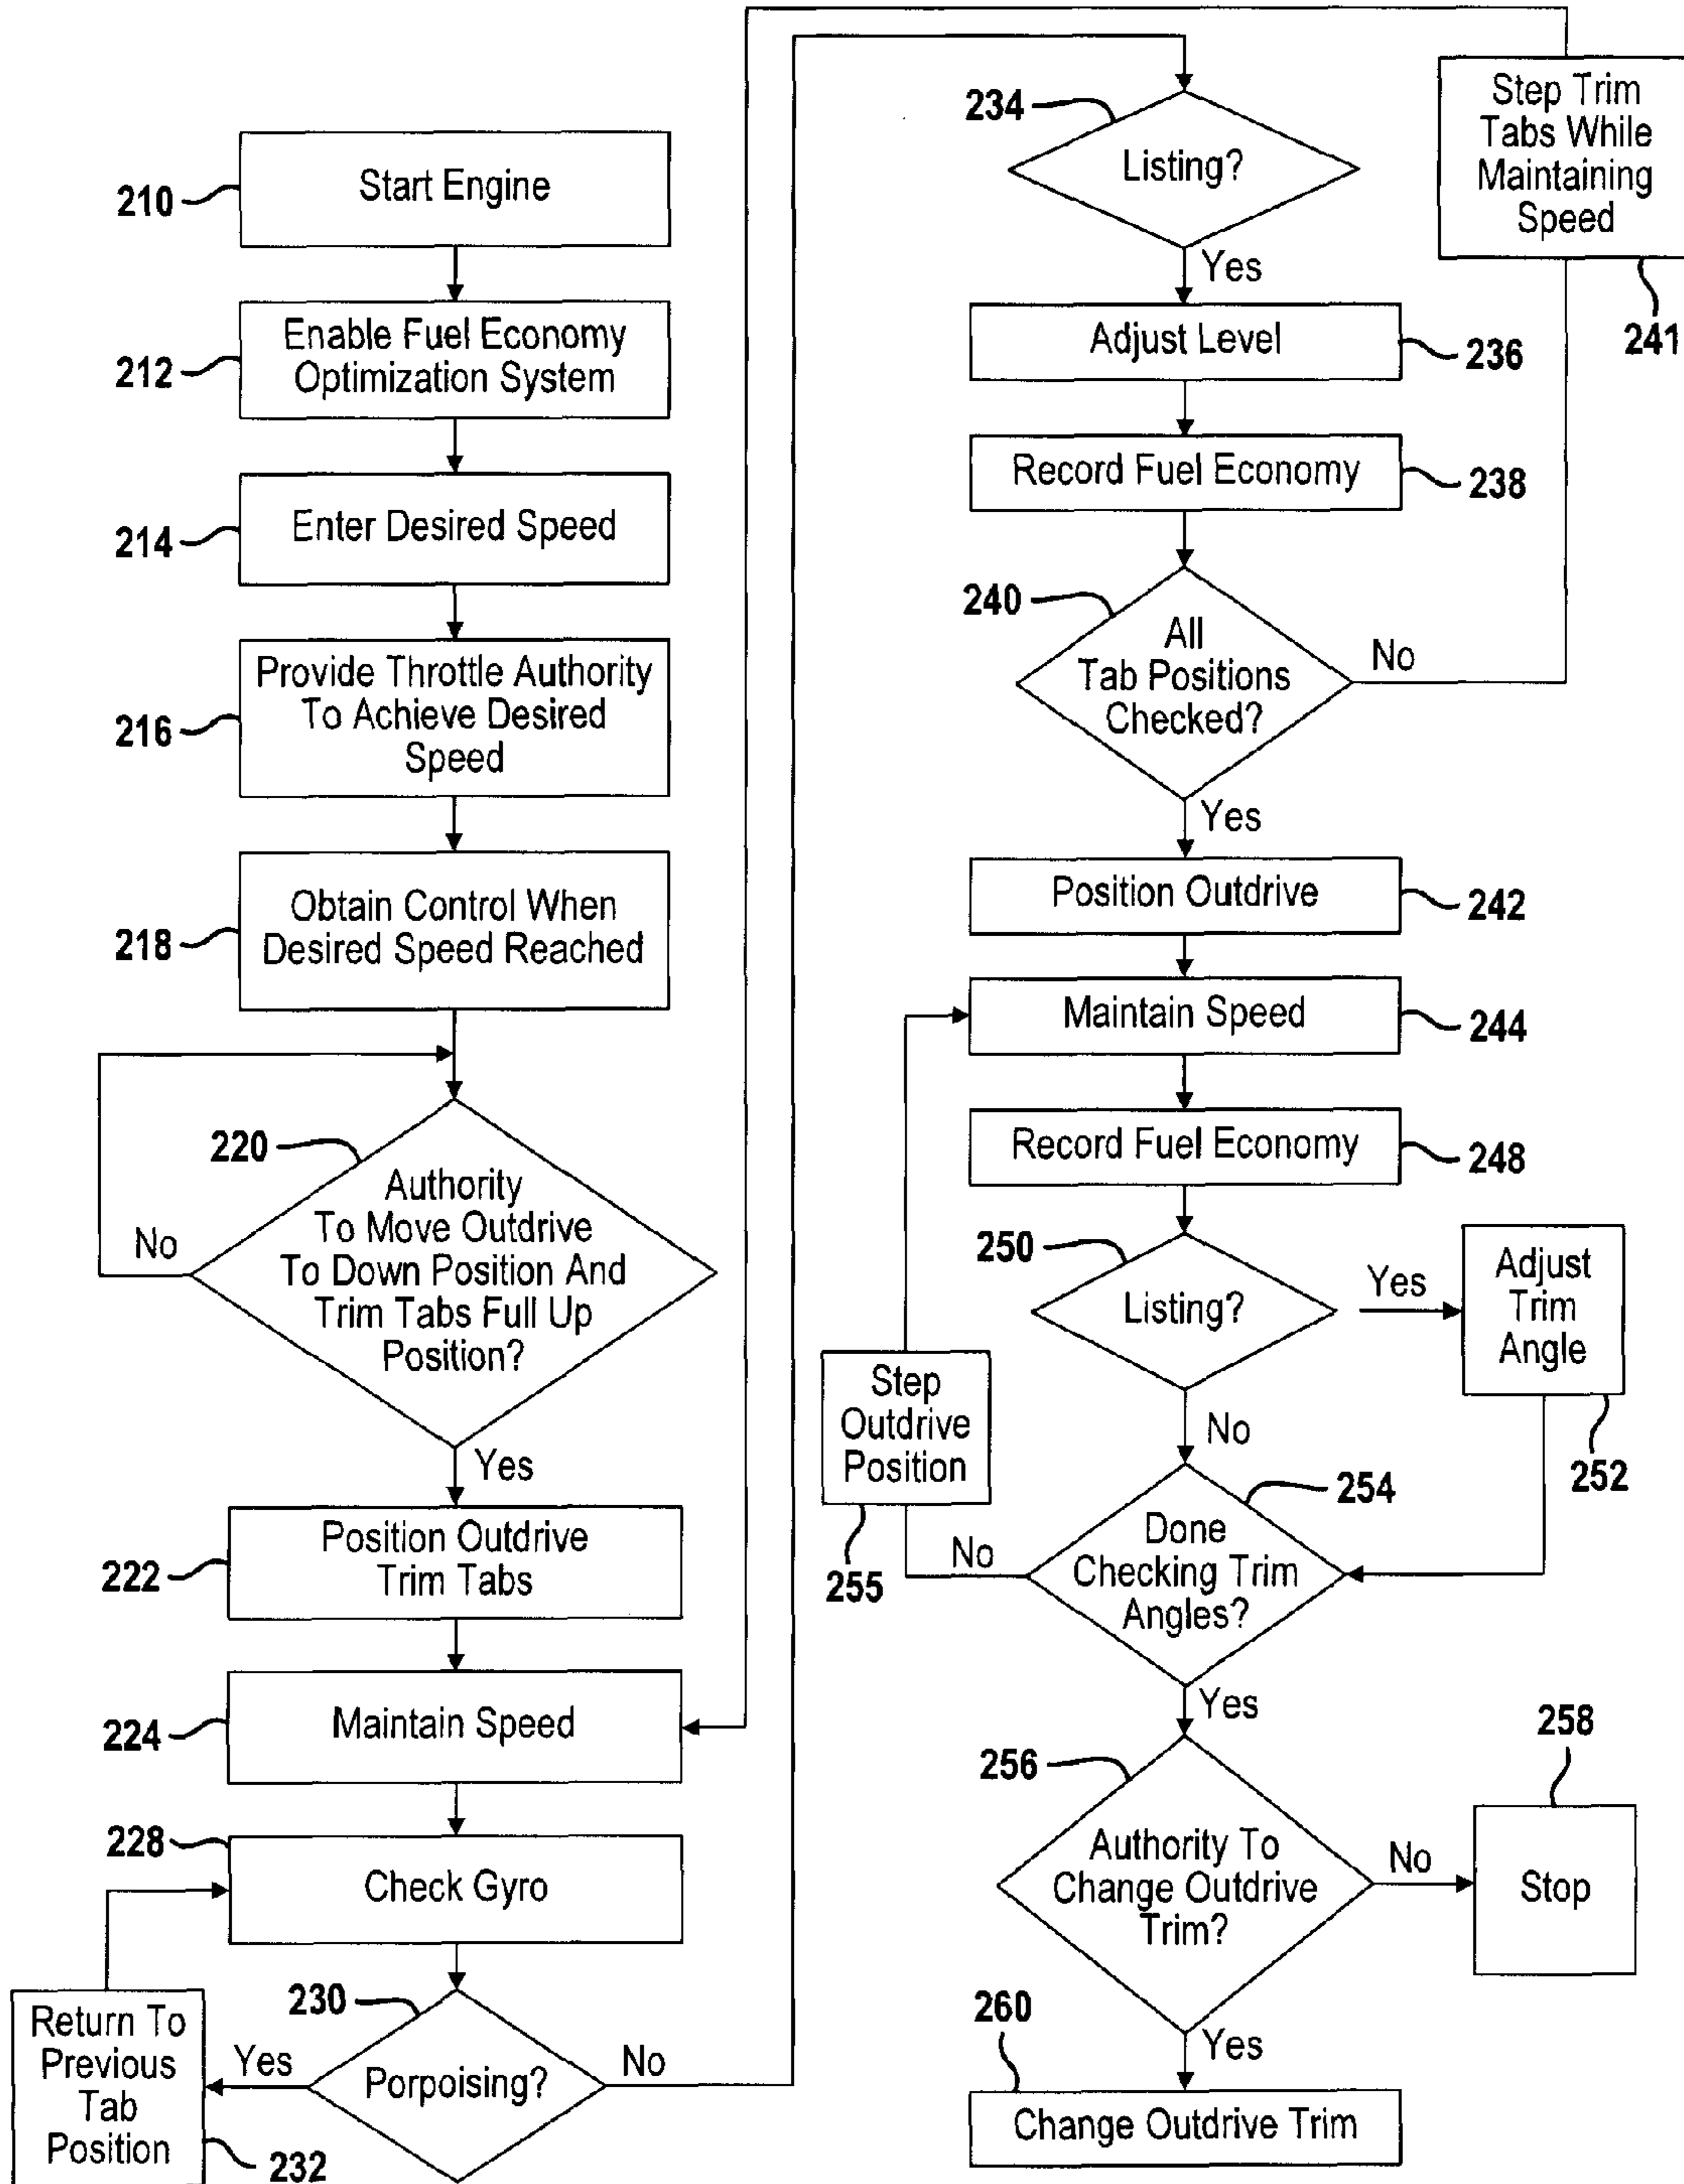 210
Start Engine
212
Enable Fuel Economy
Optimization System
214
Enter Desired Speed
216
Provide Throttle Authority
To Achieve Desired
Speed
218
Obtain Control When
Desired Speed Reached
220
Authority
To Move Outdrive
To Down Position And
Trim Tabs Full Up
Position?
No
Yes
222
Position Outdrive
Trim Tabs
224
Maintain Speed
228
Check Gyro
230
Porpoising?
Yes
No
Return To
Previous
Tab
Position
232
234
Listing?
Yes
Adjust Level
236
Record Fuel Economy
238
240
All
Tab Positions
Checked?
No
Step Trim
Tabs While
Maintaining
Speed
241
Yes
Position Outdrive
242
Maintain Speed
244
Record Fuel Economy
248
250
Listing?
Yes
Adjust
Trim
Angle
252
No
254
Done
Checking Trim
Angles?
No
Step
Outdrive
Position
255
Yes
256
Authority To
Change Outdrive
Trim?
No
258
Stop
Yes
260
Change Outdrive Trim